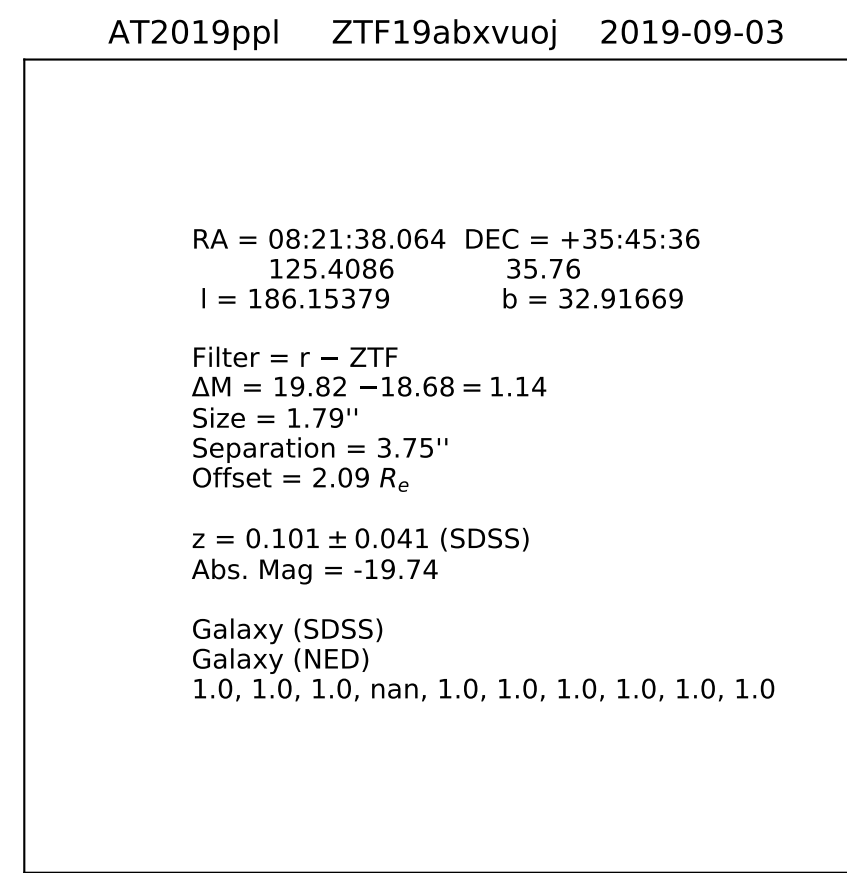 AT2019ppl ZTF19abxvuoj 2019-09-03
RA = 08:21:38.064 DEC = +35:45:36
125.4086 35.76
l = 186.15379 b = 32.91669
Filter = r − ZTF
ΔM = 19.82 −18.68 = 1.14
Size = 1.79''
Separation = 3.75''
Offset = 2.09 Re
z = 0.101 ± 0.041 (SDSS)
Abs. Mag = -19.74
Galaxy (SDSS)
Galaxy (NED)
1.0, 1.0, 1.0, nan, 1.0, 1.0, 1.0, 1.0, 1.0, 1.0